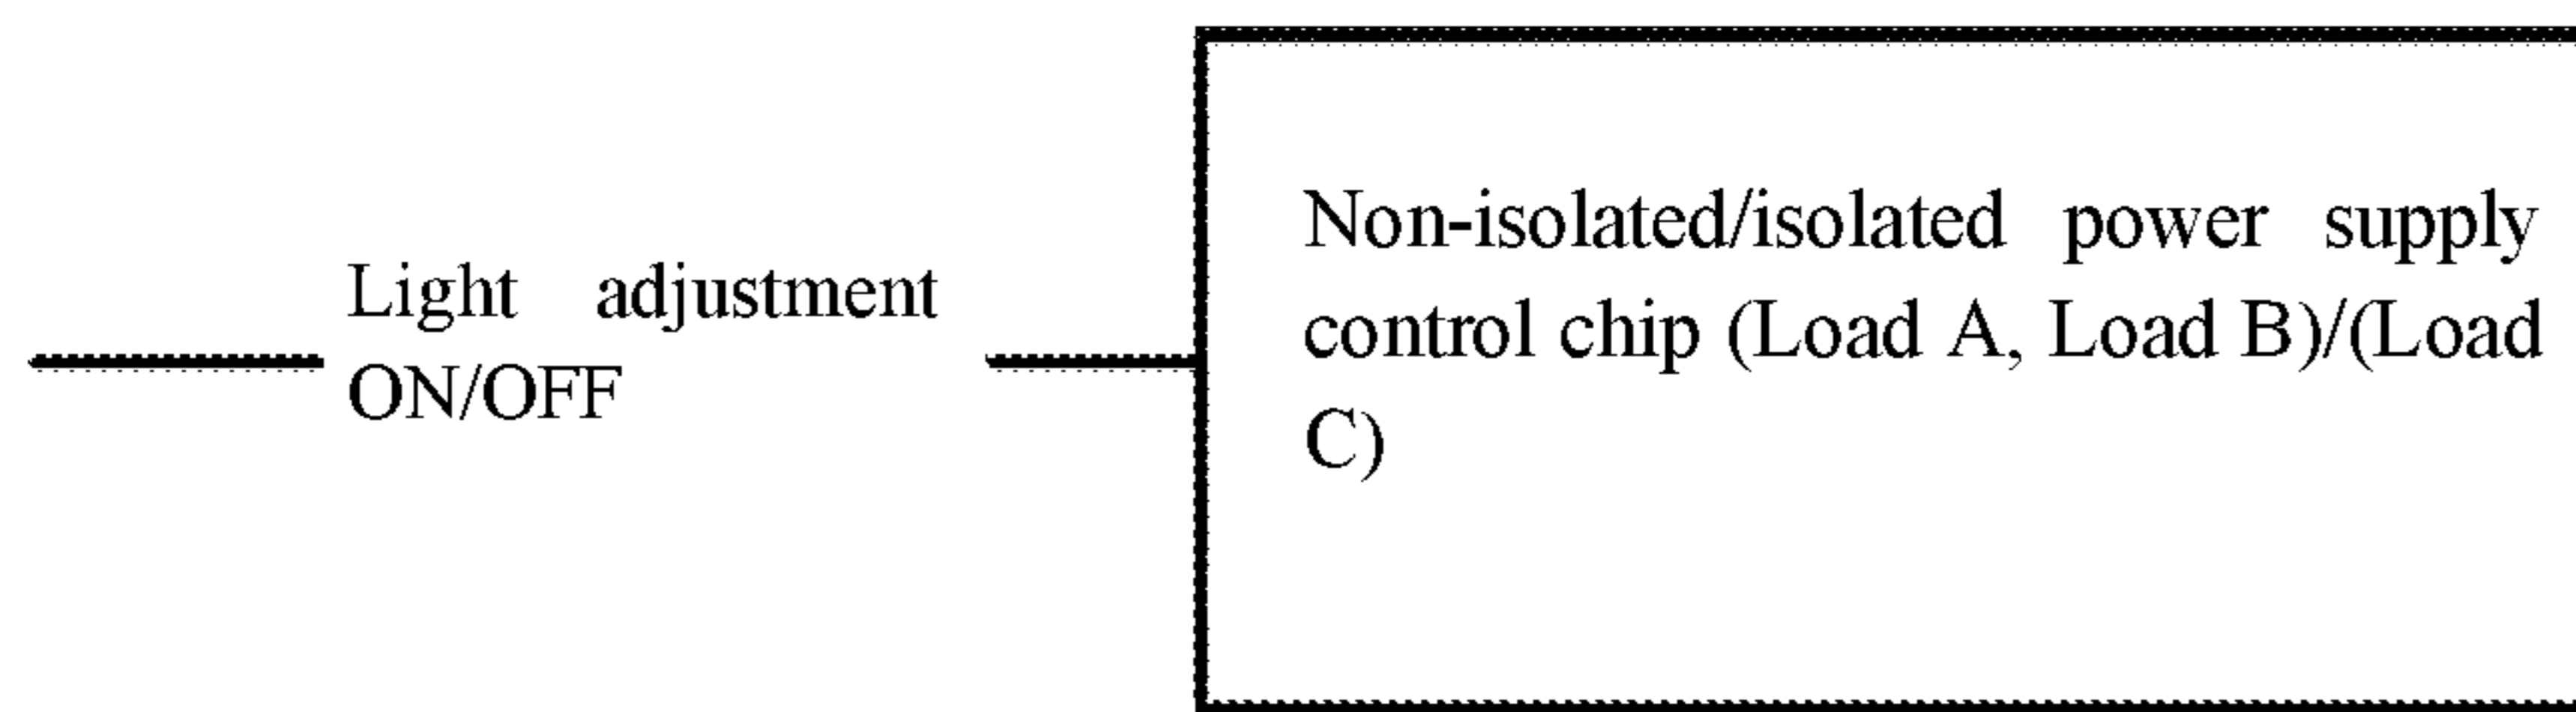 Light adjustment
ON/OFF
Non-isolated/isolated power supply
control chip (Load A, Load B)/(Load
C)